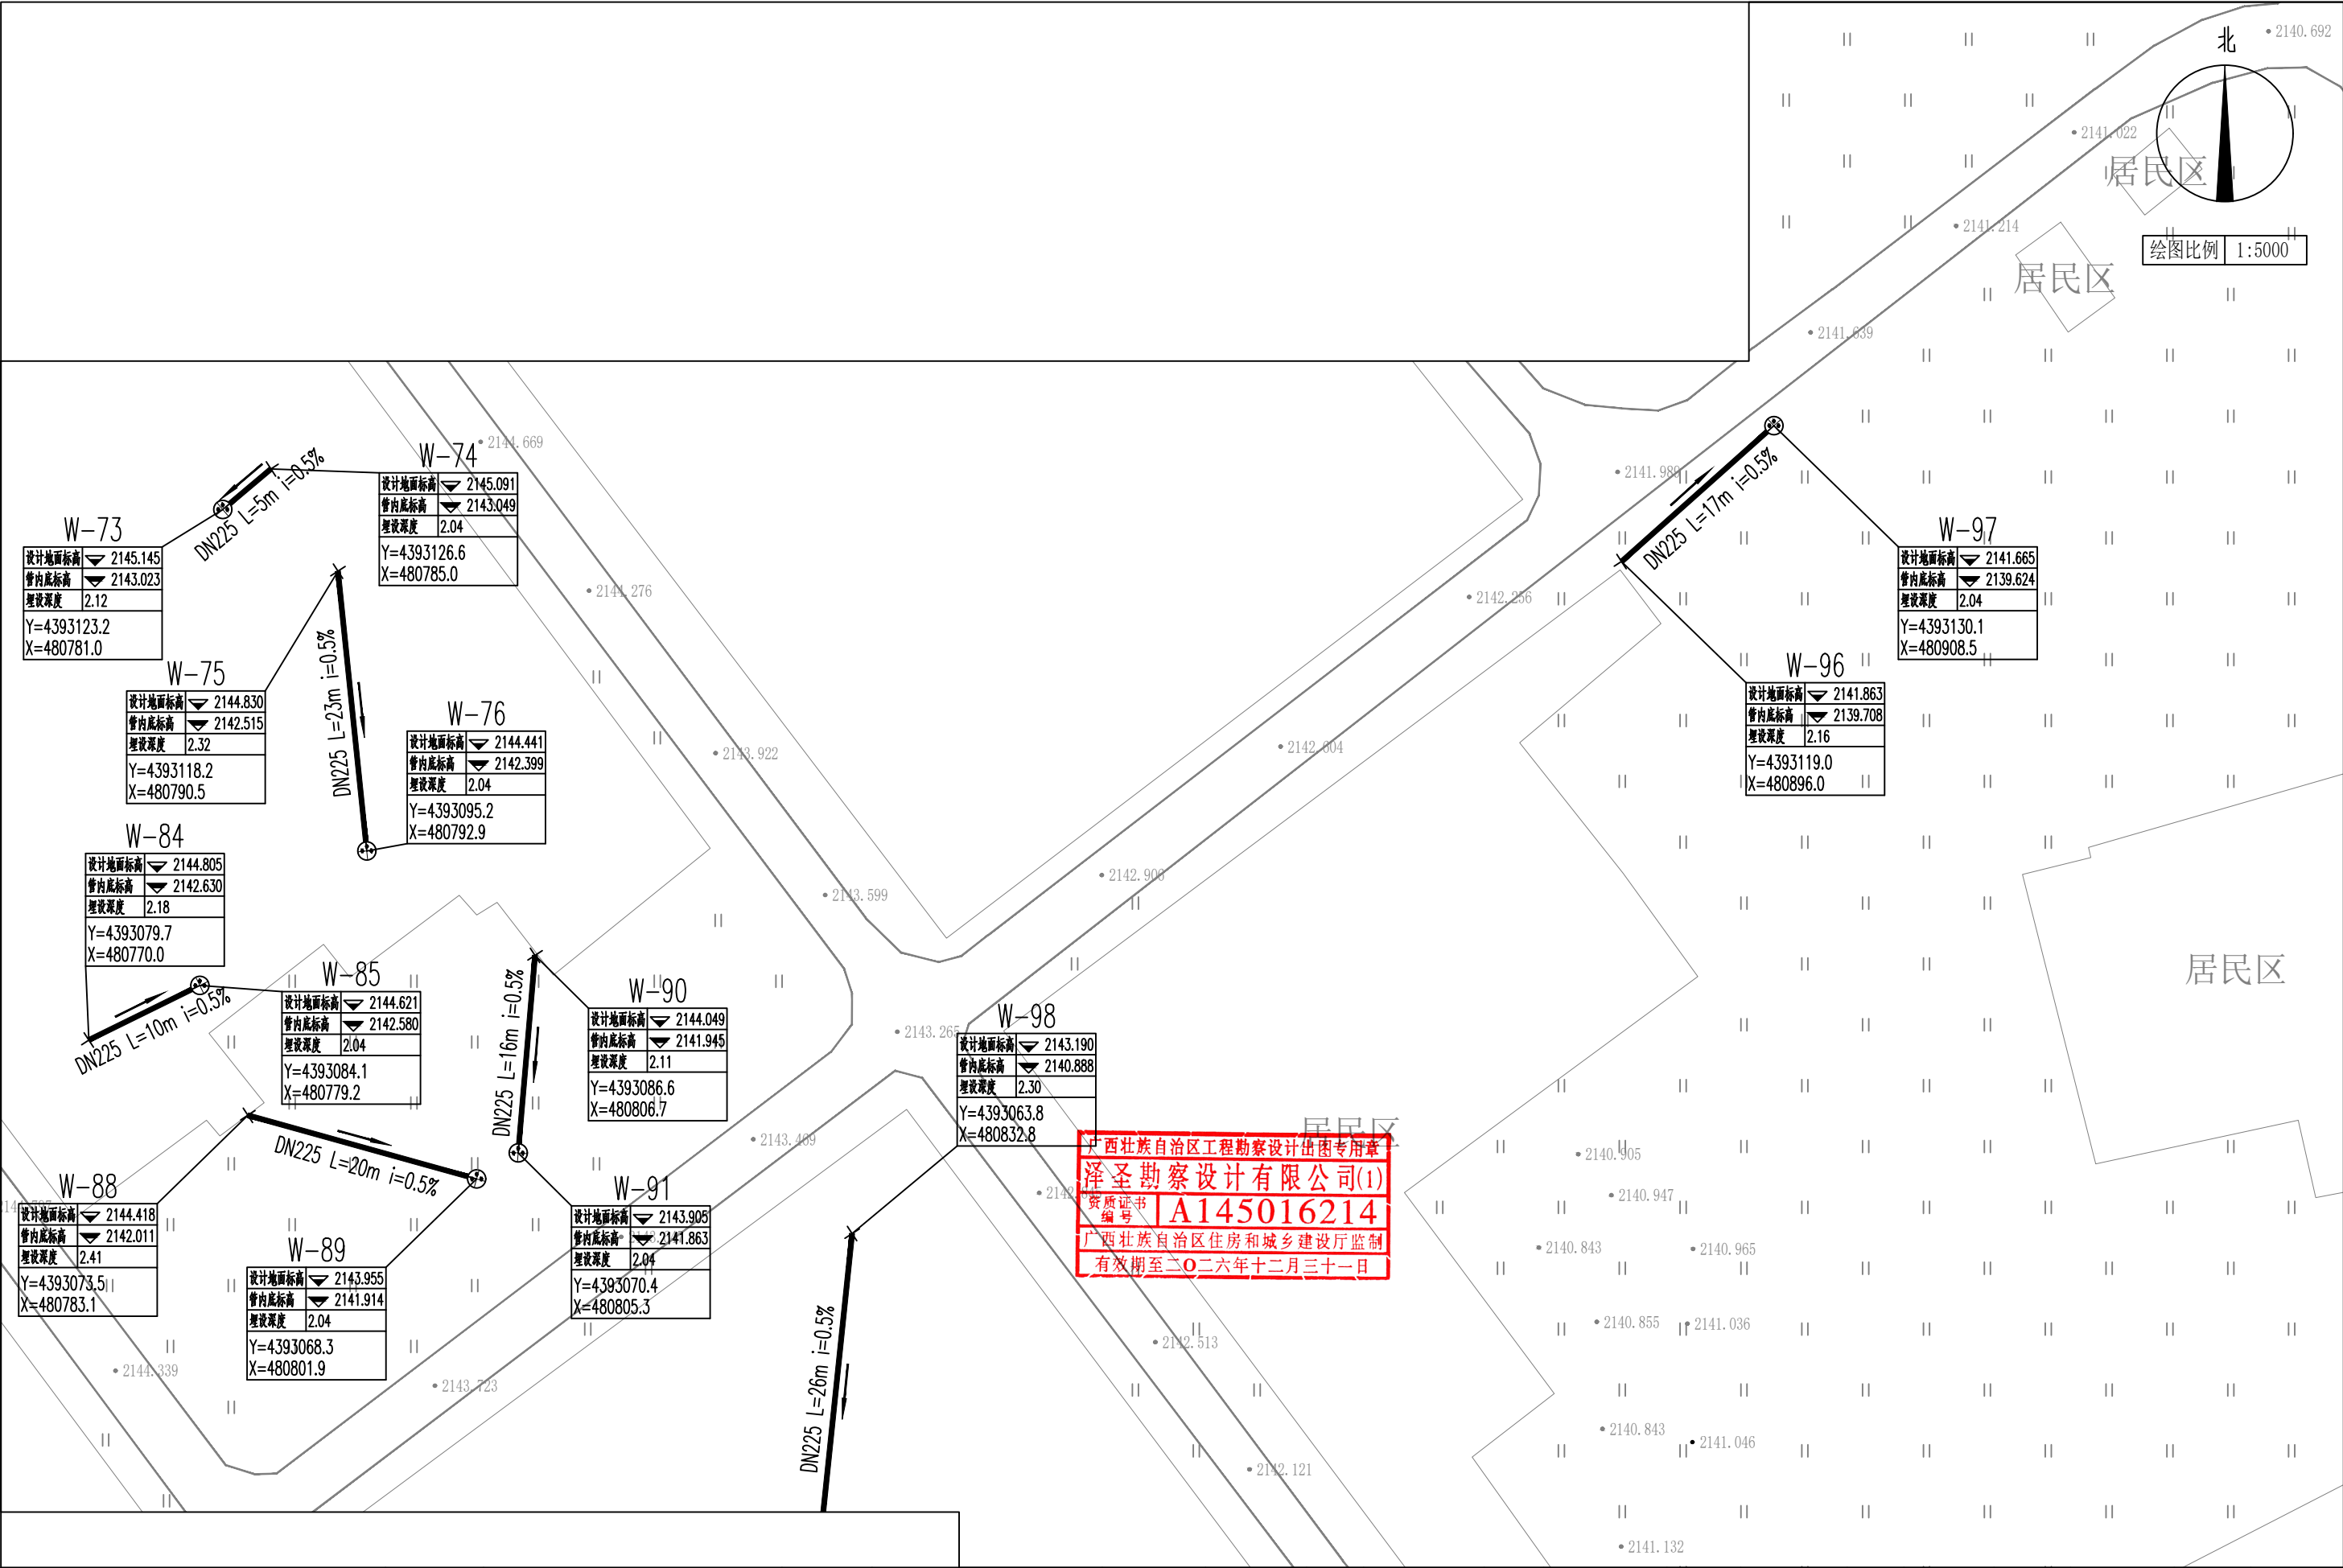 北
绘图比例 1:5000
2140.692
2141.022
居民区
2141.214
居民区
2141.639
2144.669
2141.989
2144.276
2142.256
2143.922
2142.604
2143.599
2142.900
居民区
2143.265
居民区
2143.469
2140.905
2140.947
2140.843
2140.965
2140.855
2141.036
2142.513
2144.339
2143.723
2140.843
2141.046
2142.121
2141.132
W-74
设计地面标高 2145.091
管内底标高 2143.049
埋设深度 2.04
Y=4393126.6
X=480785.0
DN225 L=5m i=0.5%
W-73
设计地面标高 2145.145
管内底标高 2143.023
埋设深度 2.12
Y=4393123.2
X=480781.0
W-75
设计地面标高 2144.830
管内底标高 2142.515
埋设深度 2.32
Y=4393118.2
X=480790.5
DN225 L=23m i=0.5%
W-76
设计地面标高 2144.441
管内底标高 2142.399
埋设深度 2.04
Y=4393095.2
X=480792.9
W-84
设计地面标高 2144.805
管内底标高 2142.630
埋设深度 2.18
Y=4393079.7
X=480770.0
DN225 L=10m i=0.5%
W-85
设计地面标高 2144.621
管内底标高 2142.580
埋设深度 2.04
Y=4393084.1
X=480779.2
W-88
设计地面标高 2144.418
管内底标高 2142.011
埋设深度 2.41
Y=4393073.5
X=480783.1
DN225 L=20m i=0.5%
W-89
设计地面标高 2143.955
管内底标高 2141.914
埋设深度 2.04
Y=4393068.3
X=480801.9
W-90
设计地面标高 2144.049
管内底标高 2141.945
埋设深度 2.11
Y=4393086.6
X=480806.7
DN225 L=16m i=0.5%
W-91
设计地面标高 2143.905
管内底标高 2141.863
埋设深度 2.04
Y=4393070.4
X=480805.3
W-98
设计地面标高 2143.190
管内底标高 2140.888
埋设深度 2.30
Y=4393063.8
X=480832.8
DN225 L=26m i=0.5%
W-97
设计地面标高 2141.665
管内底标高 2139.624
埋设深度 2.04
Y=4393130.1
X=480908.5
DN225 L=17m i=0.5%
W-96
设计地面标高 2141.863
管内底标高 2139.708
埋设深度 2.16
Y=4393119.0
X=480896.0
广西壮族自治区工程勘察设计出图专用章
泽圣勘察设计有限公司(1)
资质证书编号 A145016214
广西壮族自治区住房和城乡建设厅监制
有效期至二O二六年十二月三十一日